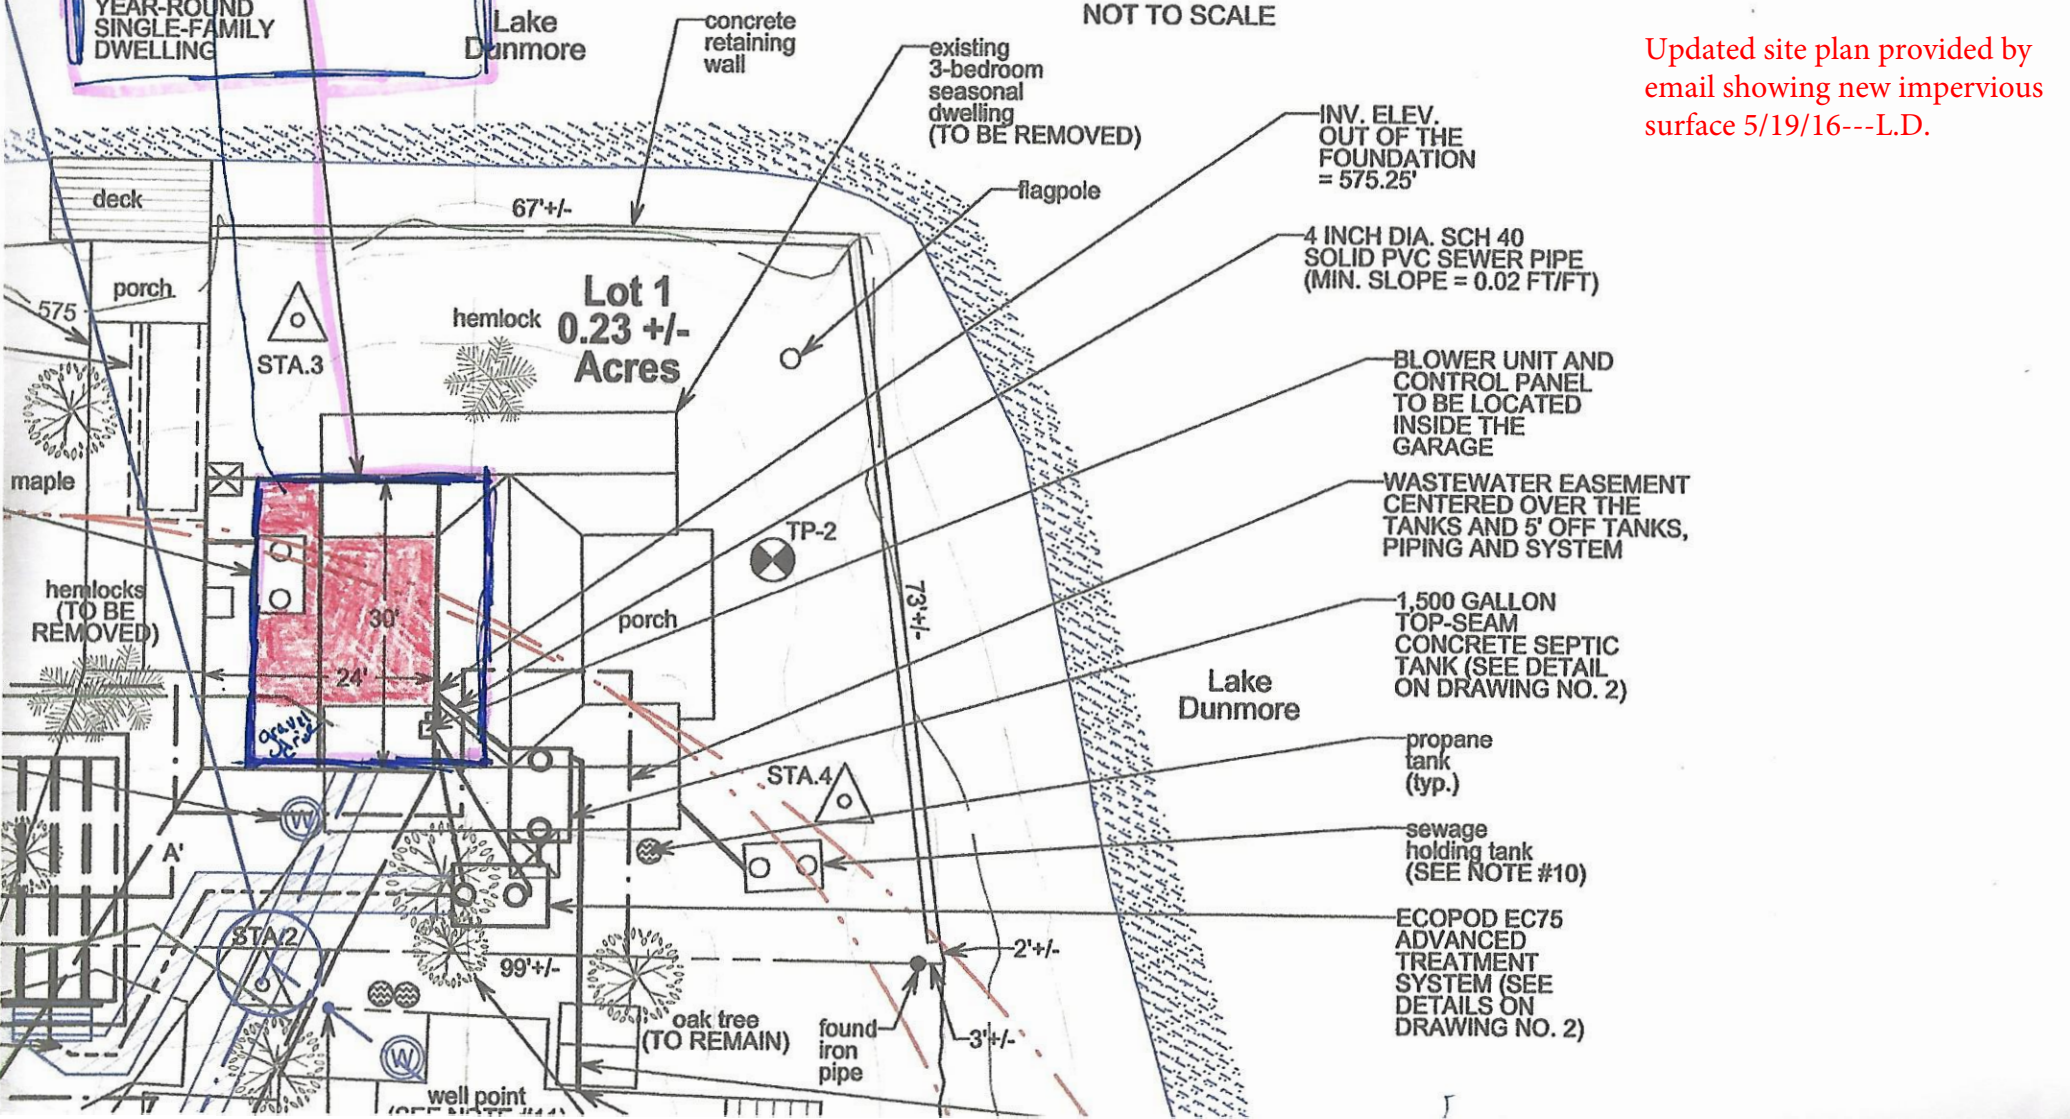 YEAR-ROUND
SINGLE-FAMILY
DWELLING
Lake
Dunmore
concrete
retaining
wall
NOT TO SCALE
existing
3-bedroom
seasonal
dwelling
(TO BE REMOVED)
Updated site plan provided by
email showing new impervious
surface 5/19/16---L.D.
INV. ELEV.
OUT OF THE
FOUNDATION
= 575.25'
deck
67'+/-
flagpole
4 INCH DIA. SCH 40
SOLID PVC SEWER PIPE
(MIN. SLOPE = 0.02 FT/FT)
porch
575
STA.3
hemlock
Lot 1
0.23 +/-
Acres
BLOWER UNIT AND
CONTROL PANEL
TO BE LOCATED
INSIDE THE
GARAGE
maple
WASTEWATER EASEMENT
CENTERED OVER THE
TANKS AND 5' OFF TANKS,
PIPING AND SYSTEM
TP-2
hemlocks
(TO BE
REMOVED)
30'
24'
porch
73'+/-
1,500 GALLON
TOP-SEAM
CONCRETE SEPTIC
TANK (SEE DETAIL
ON DRAWING NO. 2)
Lake
Dunmore
gravel
propane
tank
(typ.)
STA.4
W
sewage
holding tank
(SEE NOTE #10)
A'
STA.2
99'+/-
2'+/-
ECOPOD EC75
ADVANCED
TREATMENT
SYSTEM (SEE
DETAILS ON
DRAWING NO. 2)
oak tree
(TO REMAIN)
found
iron
pipe
3'+/-
W
well point
(SEE NOTE #11)